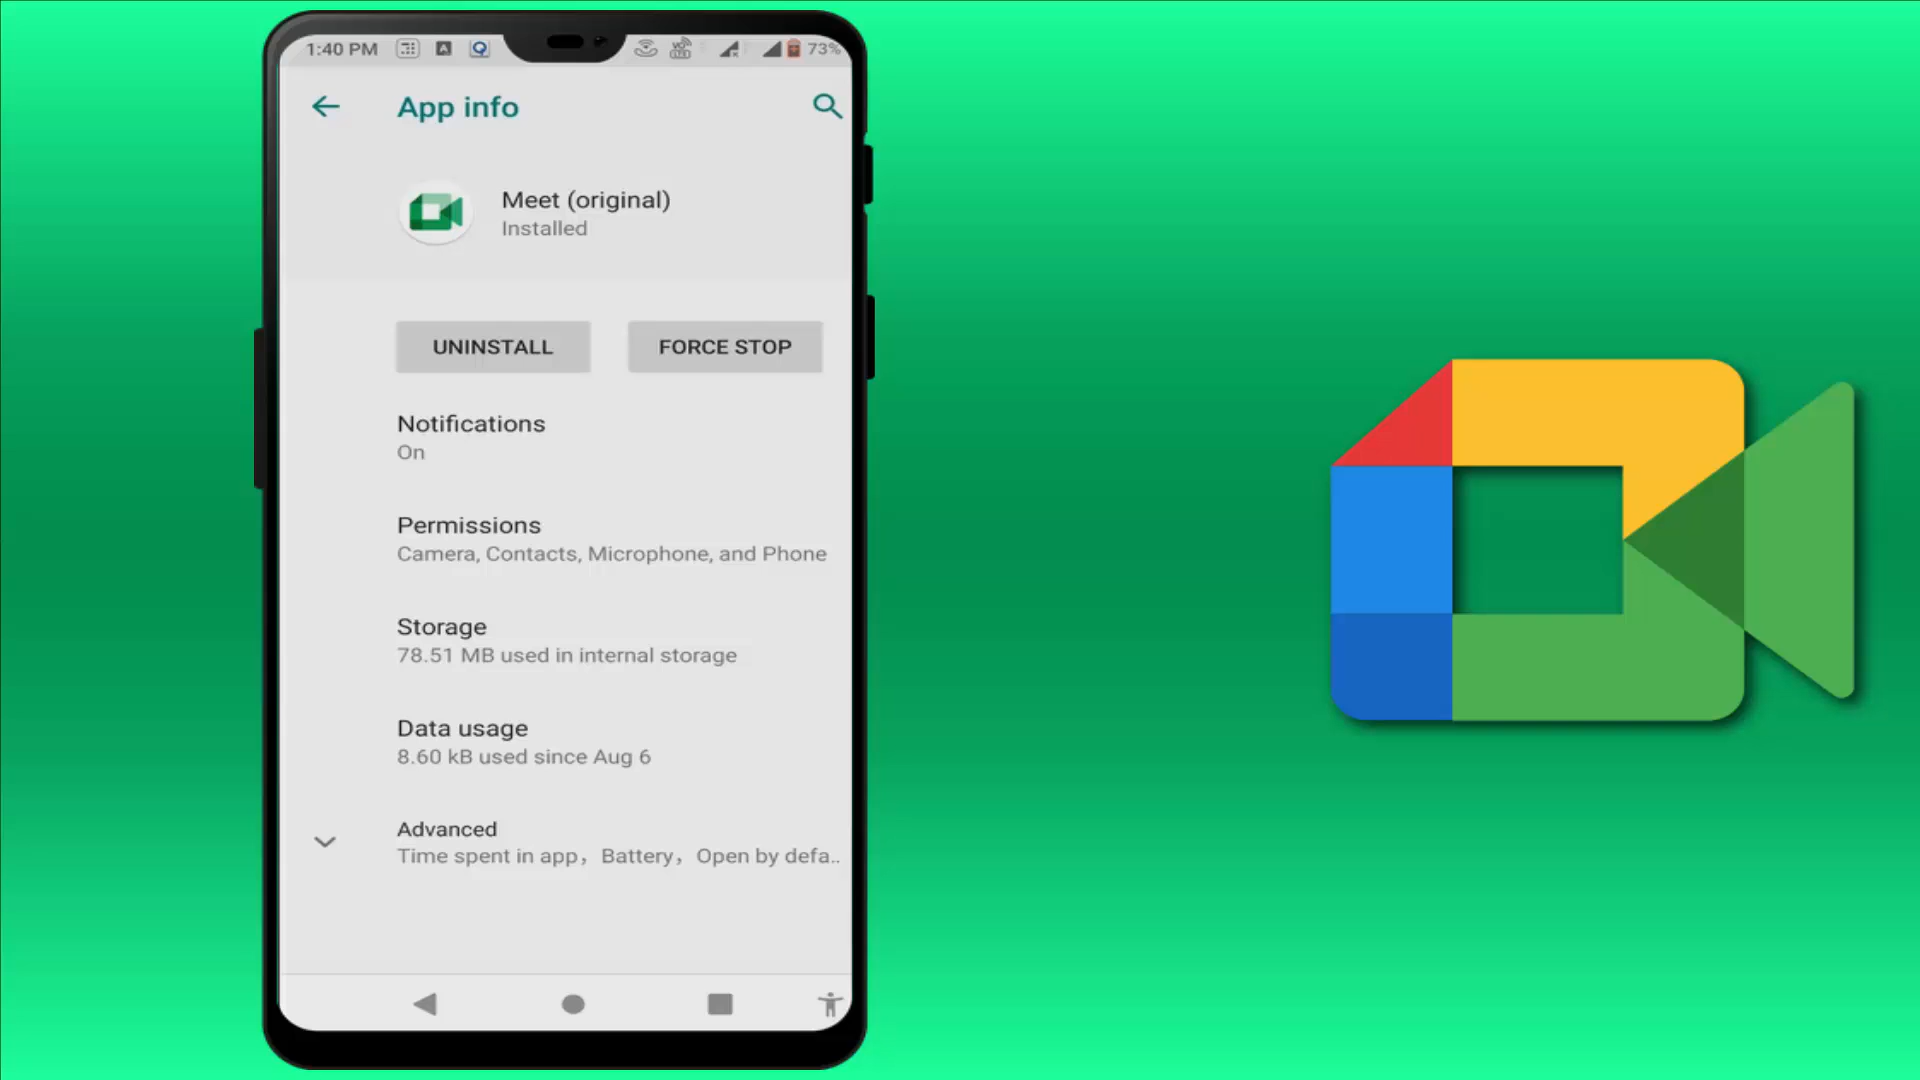 1:40 PM 73%
App info
Meet (original)
Installed
UNINSTALL FORCE STOP
Notifications
On
Permissions
Camera, Contacts, Microphone, and Phone
Storage
78.51 MB used in internal storage
Data usage
8.60 kB used since Aug 6
Advanced
Time spent in app, Battery, Open by defa..